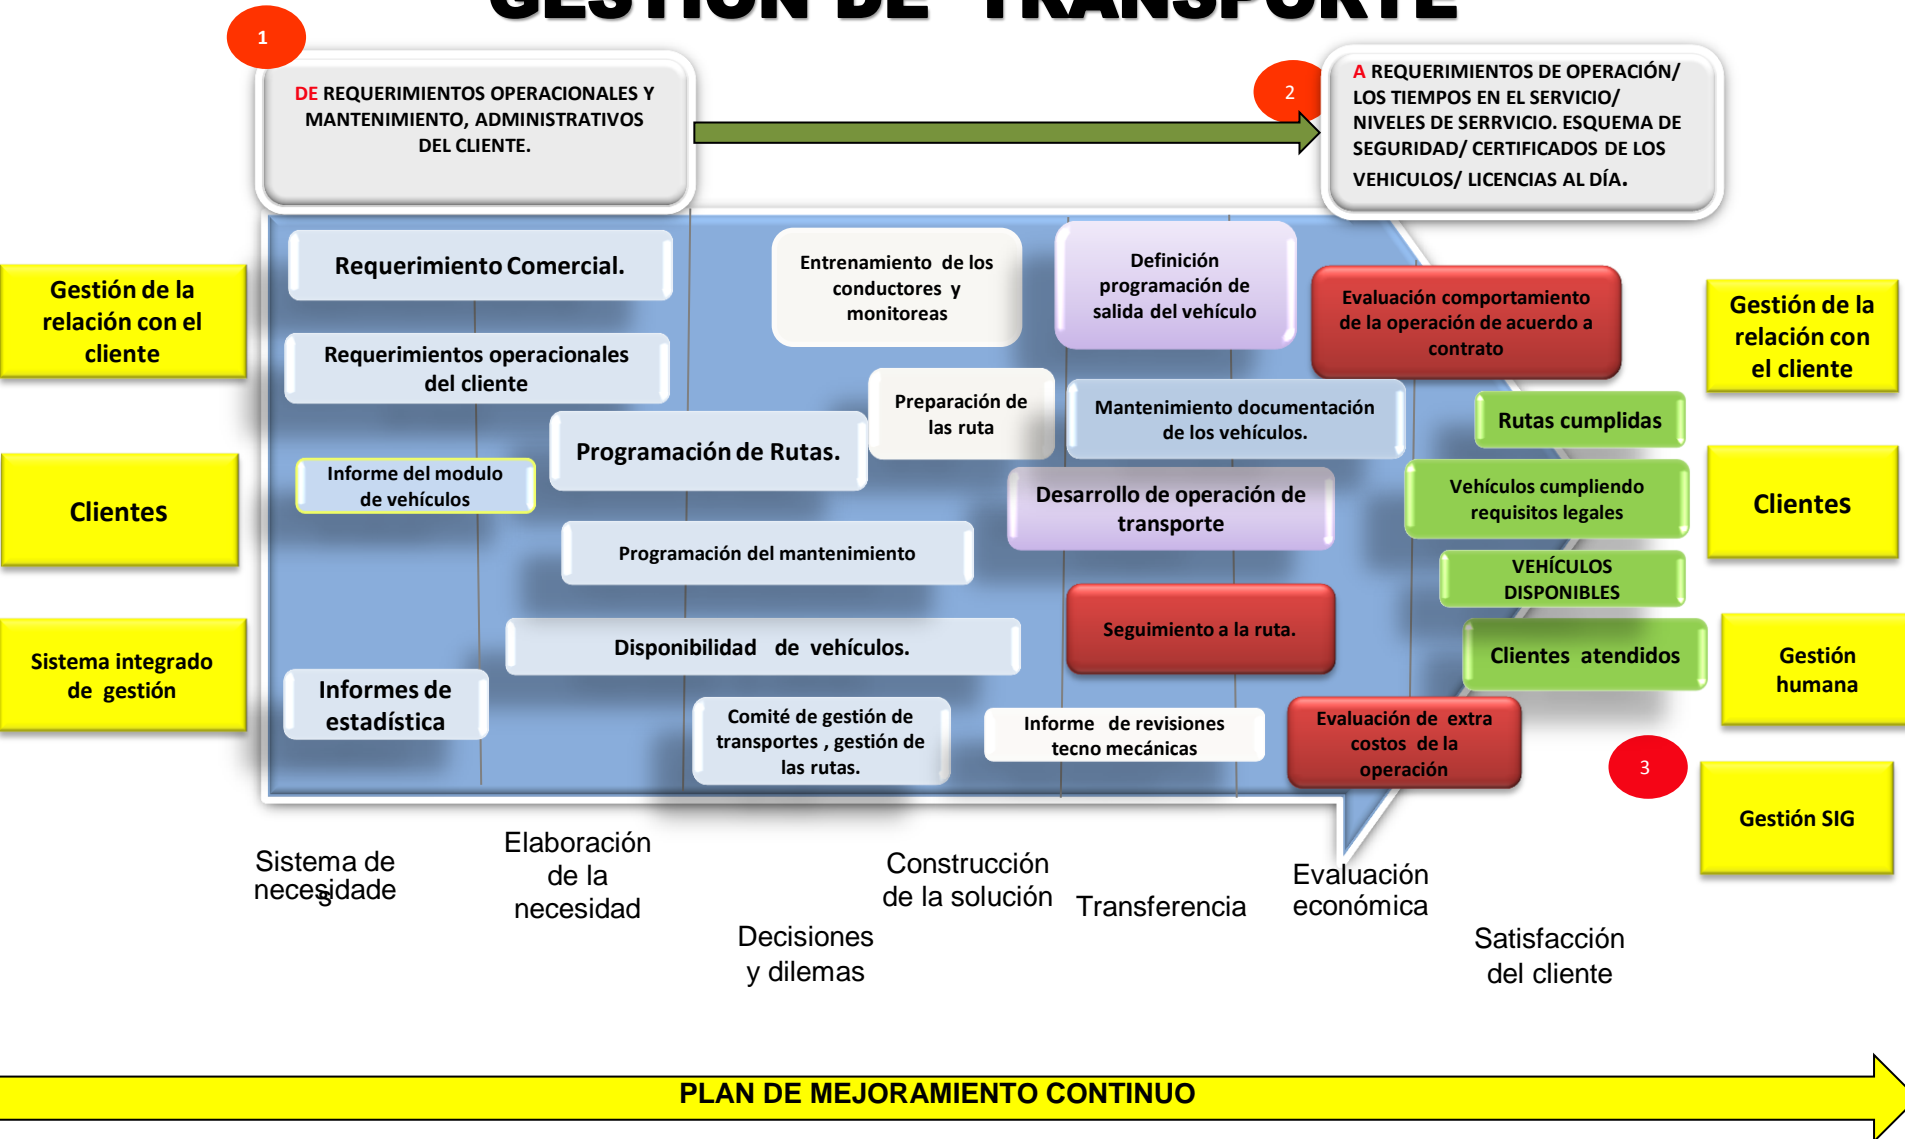 GESTIÓN DE TRANSPORTE
1
DE REQUERIMIENTOS OPERACIONALES Y
MANTENIMIENTO, ADMINISTRATIVOS
DEL CLIENTE.
2
A REQUERIMIENTOS DE OPERACIÓN/
LOS TIEMPOS EN EL SERVICIO/
NIVELES DE SERRVICIO. ESQUEMA DE
SEGURIDAD/ CERTIFICADOS DE LOS
VEHICULOS/ LICENCIAS AL DÍA.
Gestión de la
relación con el
cliente
Clientes
Sistema integrado
de gestión
Requerimiento Comercial.
Requerimientos operacionales
del cliente
Informe del modulo
de vehículos
Informes de
estadística
Programación de Rutas.
Programación del mantenimiento
Disponibilidad de vehículos.
Comité de gestión de
transportes , gestión de
las rutas.
Entrenamiento de los
conductores y
monitoreas
Preparación de
las ruta
Informe de revisiones
tecno mecánicas
Definición
programación de
salida del vehículo
Mantenimiento documentación
de los vehículos.
Desarrollo de operación de
transporte
Seguimiento a la ruta.
Evaluación comportamiento
de la operación de acuerdo a
contrato
Evaluación de extra
costos de la
operación
Rutas cumplidas
Vehículos cumpliendo
requisitos legales
VEHÍCULOS
DISPONIBLES
Clientes atendidos
3
Gestión de la
relación con
el cliente
Clientes
Gestión
humana
Gestión SIG
Sistema de
necesidade
s
Elaboración
de la
necesidad
Decisiones
y dilemas
Construcción
de la solución
Transferencia
Evaluación
económica
Satisfacción
del cliente
PLAN DE MEJORAMIENTO CONTINUO